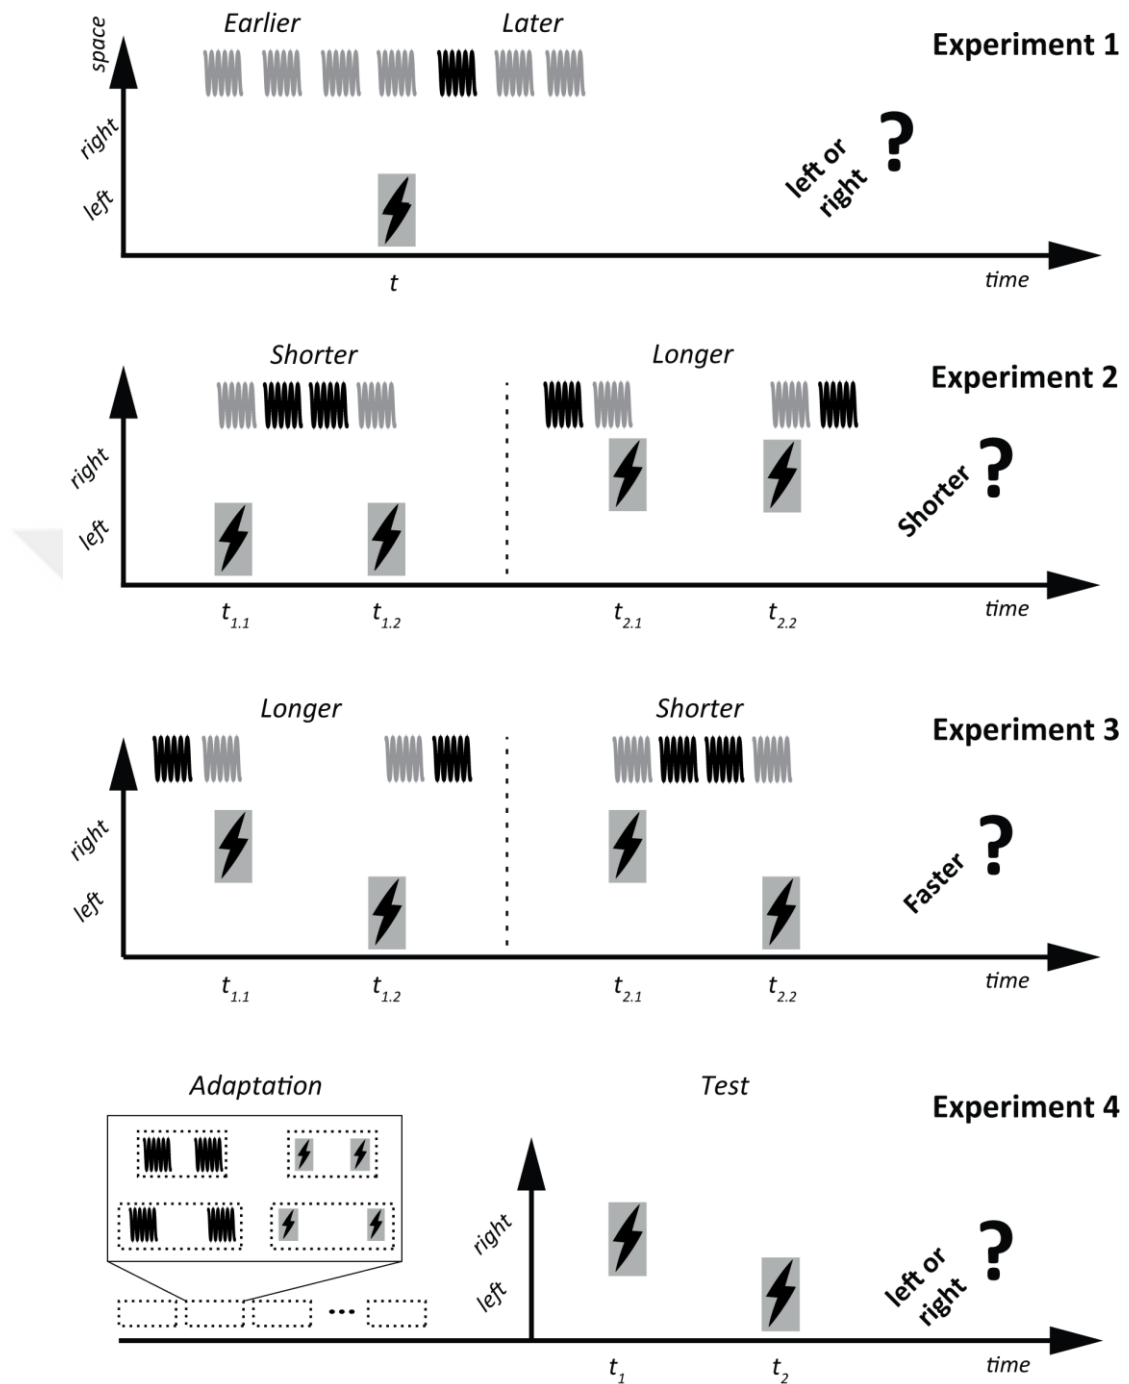 Earlier Later
Experiment 1
space
right
left
left or
right
?
t
time
Shorter Longer
Experiment 2
right
left
Shorter
?
t1.1 t1.2 t2.1 t2.2 time
Longer Shorter
Experiment 3
right
left
Faster
?
t1.1 t1.2 t2.1 t2.2 time
Adaptation Test
Experiment 4
right
left
left or
right
?
...
t1 t2 time